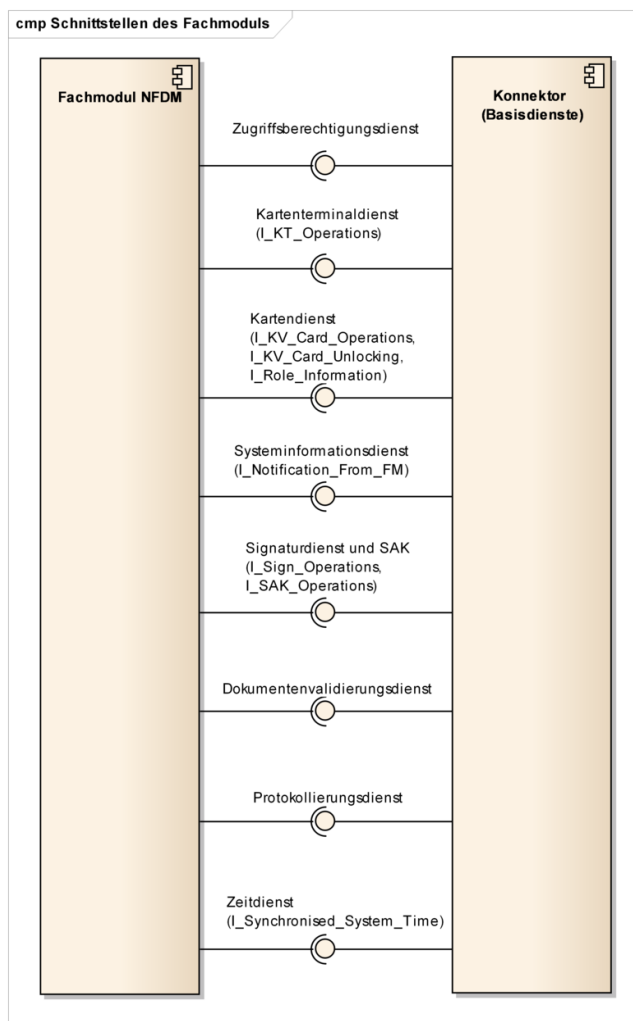 cmp Schnittstellen des Fachmoduls
Fachmodul NFDM
Konnektor
(Basisdienste)
Zugriffsberechtigungsdienst
Kartenterminaldienst
(I_KT_Operations)
Kartendienst
(I_KV_Card_Operations,
I_KV_Card_Unlocking,
I_Role_Information)
Systeminformationsdienst
(I_Notification_From_FM)
Signaturdienst und SAK
(I_Sign_Operations,
I_SAK_Operations)
Dokumentenvalidierungsdienst
Protokollierungsdienst
Zeitdienst
(I_Synchronised_System_Time)